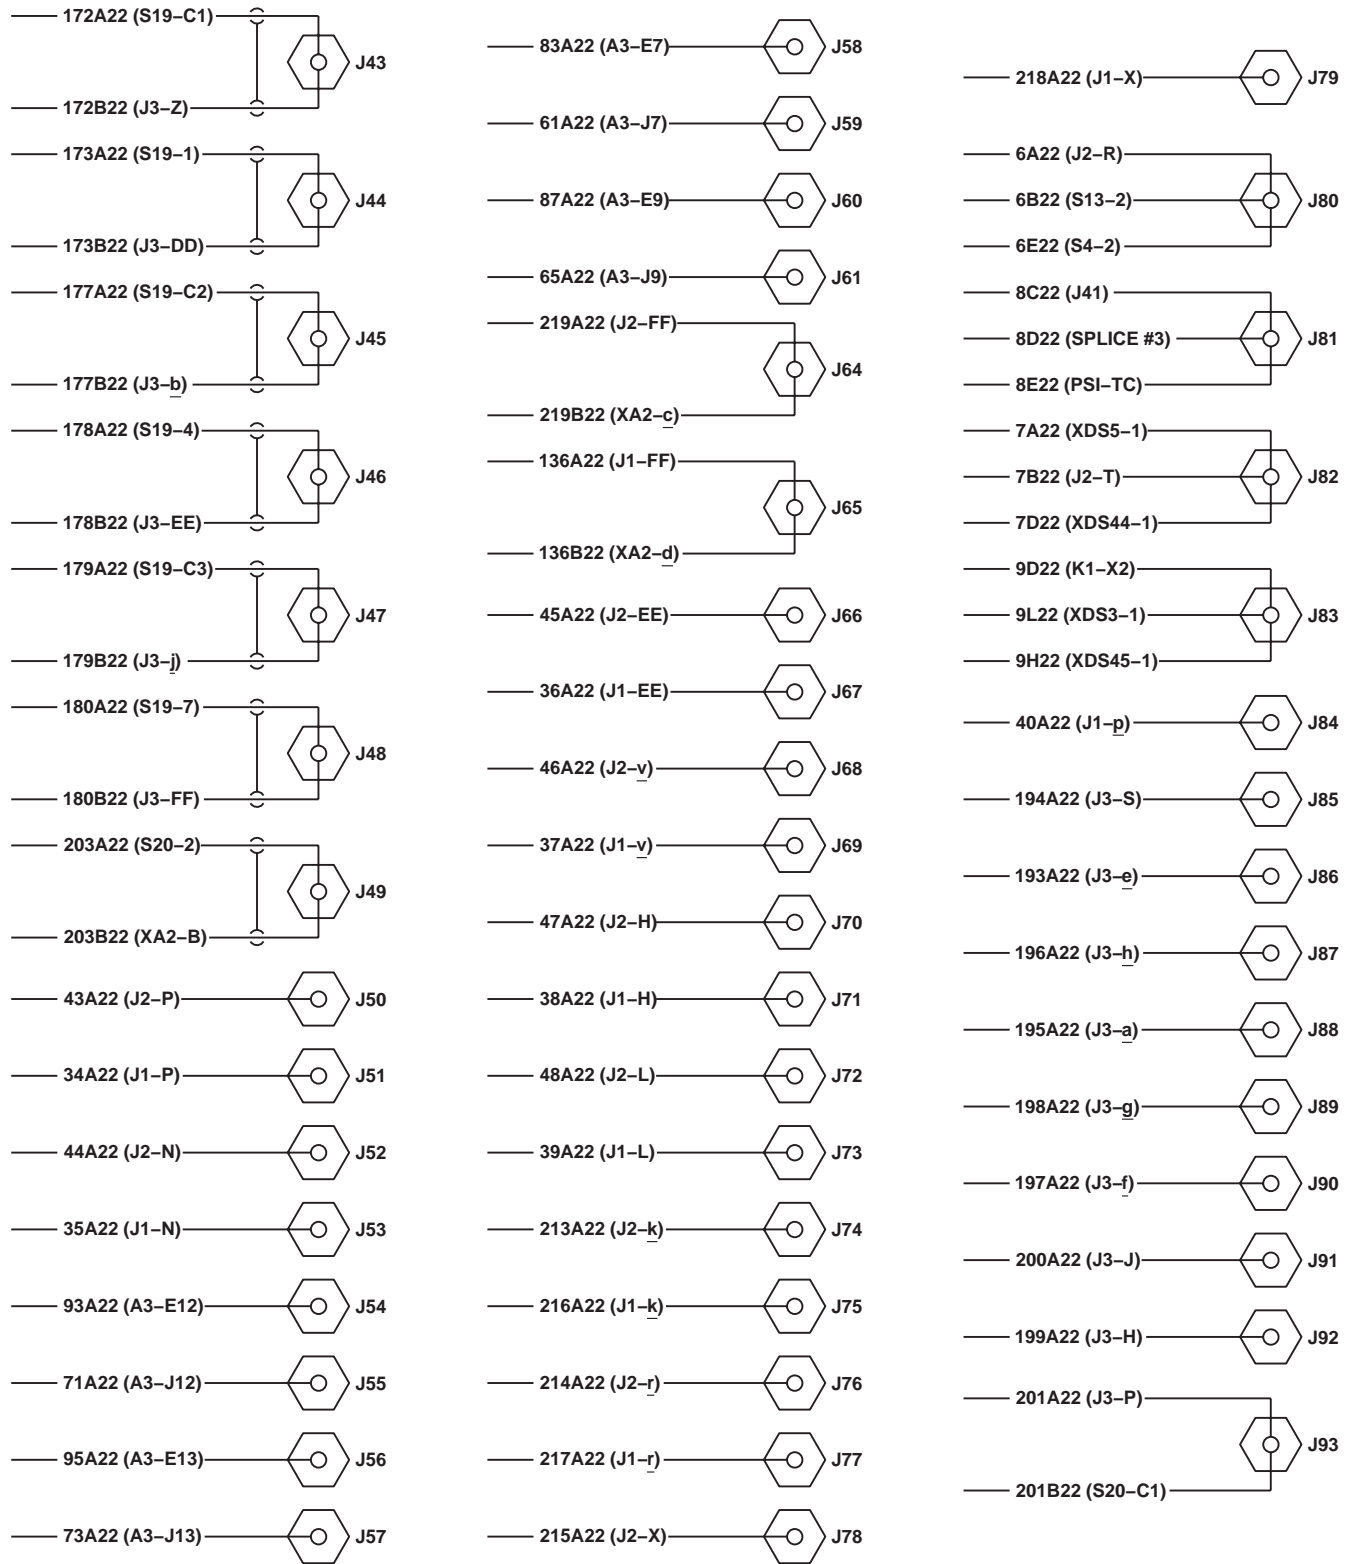 172A22 (S19–C1)
J43
172B22 (J3–Z)
173A22 (S19–1)
J44
173B22 (J3–DD)
177A22 (S19–C2)
J45
177B22 (J3–b)
178A22 (S19–4)
J46
178B22 (J3–EE)
179A22 (S19–C3)
J47
179B22 (J3–j)
180A22 (S19–7)
J48
180B22 (J3–FF)
203A22 (S20–2)
J49
203B22 (XA2–B)
43A22 (J2–P) J50
34A22 (J1–P) J51
44A22 (J2–N) J52
35A22 (J1–N) J53
93A22 (A3–E12) J54
71A22 (A3–J12) J55
95A22 (A3–E13) J56
73A22 (A3–J13) J57
83A22 (A3–E7) J58
61A22 (A3–J7) J59
87A22 (A3–E9) J60
65A22 (A3–J9) J61
219A22 (J2–FF)
J64
219B22 (XA2–c)
136A22 (J1–FF)
J65
136B22 (XA2–d)
45A22 (J2–EE) J66
36A22 (J1–EE) J67
46A22 (J2–v) J68
37A22 (J1–v) J69
47A22 (J2–H) J70
38A22 (J1–H) J71
48A22 (J2–L) J72
39A22 (J1–L) J73
213A22 (J2–k) J74
216A22 (J1–k) J75
214A22 (J2–r) J76
217A22 (J1–r) J77
215A22 (J2–X) J78
218A22 (J1–X) J79
6A22 (J2–R)
6B22 (S13–2) J80
6E22 (S4–2)
8C22 (J41)
8D22 (SPLICE #3) J81
8E22 (PSI–TC)
7A22 (XDS5–1)
7B22 (J2–T) J82
7D22 (XDS44–1)
9D22 (K1–X2)
9L22 (XDS3–1) J83
9H22 (XDS45–1)
40A22 (J1–p) J84
194A22 (J3–S) J85
193A22 (J3–e) J86
196A22 (J3–h) J87
195A22 (J3–a) J88
198A22 (J3–g) J89
197A22 (J3–f) J90
200A22 (J3–J) J91
199A22 (J3–H) J92
201A22 (J3–P)
J93
201B22 (S20–C1)